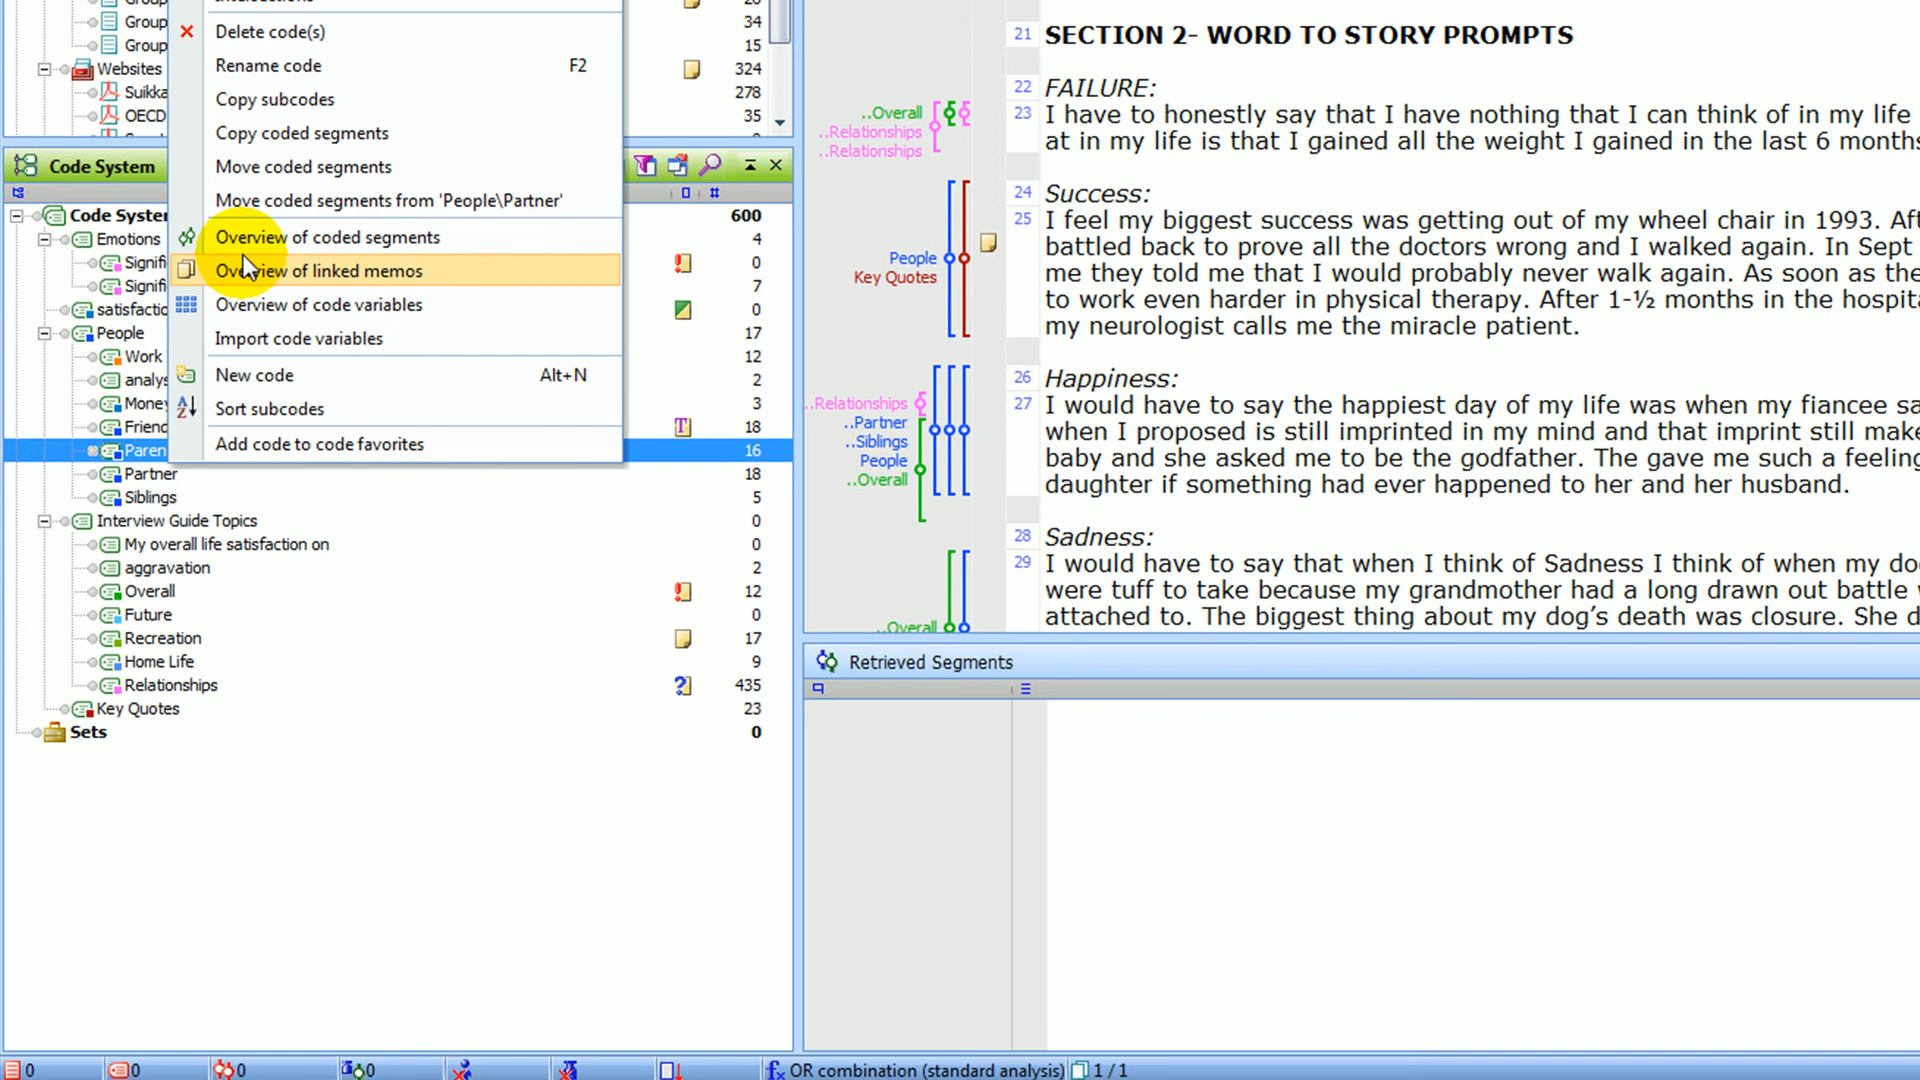 Group
34
Group
15
Websites
324
Suikka
278
OECD
35
Delete code(s)
Rename code F2
Copy subcodes
Copy coded segments
Move coded segments
Move coded segments from 'People\Partner'
Overview of coded segments
Overview of linked memos
Overview of code variables
Import code variables
New code Alt+N
Sort subcodes
Add code to code favorites
Code System
#
Code Syster 600
Emotions 4
Signifi 0
Signifi 7
satisfactio 0
People 17
Work 12
analys 2
Money 3
Friend 18
Paren 16
Partner 18
Siblings 5
Interview Guide Topics 0
My overall life satisfaction on 0
aggravation 2
Overall 12
Future 0
Recreation 17
Home Life 9
Relationships 435
Key Quotes 23
Sets 0
..Overall
..Relationships
..Relationships
People
Key Quotes
..Relationships
..Partner
..Siblings
People
..Overall
..Overall
21 SECTION 2- WORD TO STORY PROMPTS
22 FAILURE:
23 I have to honestly say that I have nothing that I can think of in my life
at in my life is that I gained all the weight I gained in the last 6 months
24 Success:
25 I feel my biggest success was getting out of my wheel chair in 1993. Aft
battled back to prove all the doctors wrong and I walked again. In Sept
me they told me that I would probably never walk again. As soon as the
to work even harder in physical therapy. After 1-½ months in the hospita
my neurologist calls me the miracle patient.
26 Happiness:
27 I would have to say the happiest day of my life was when my fiancee sa
when I proposed is still imprinted in my mind and that imprint still make
baby and she asked me to be the godfather. The gave me such a feeling
daughter if something had ever happened to her and her husband.
28 Sadness:
29 I would have to say that when I think of Sadness I think of when my do
were tuff to take because my grandmother had a long drawn out battle
attached to. The biggest thing about my dog's death was closure. She d
Retrieved Segments
0
0
0
0
OR combination (standard analysis)
1 / 1